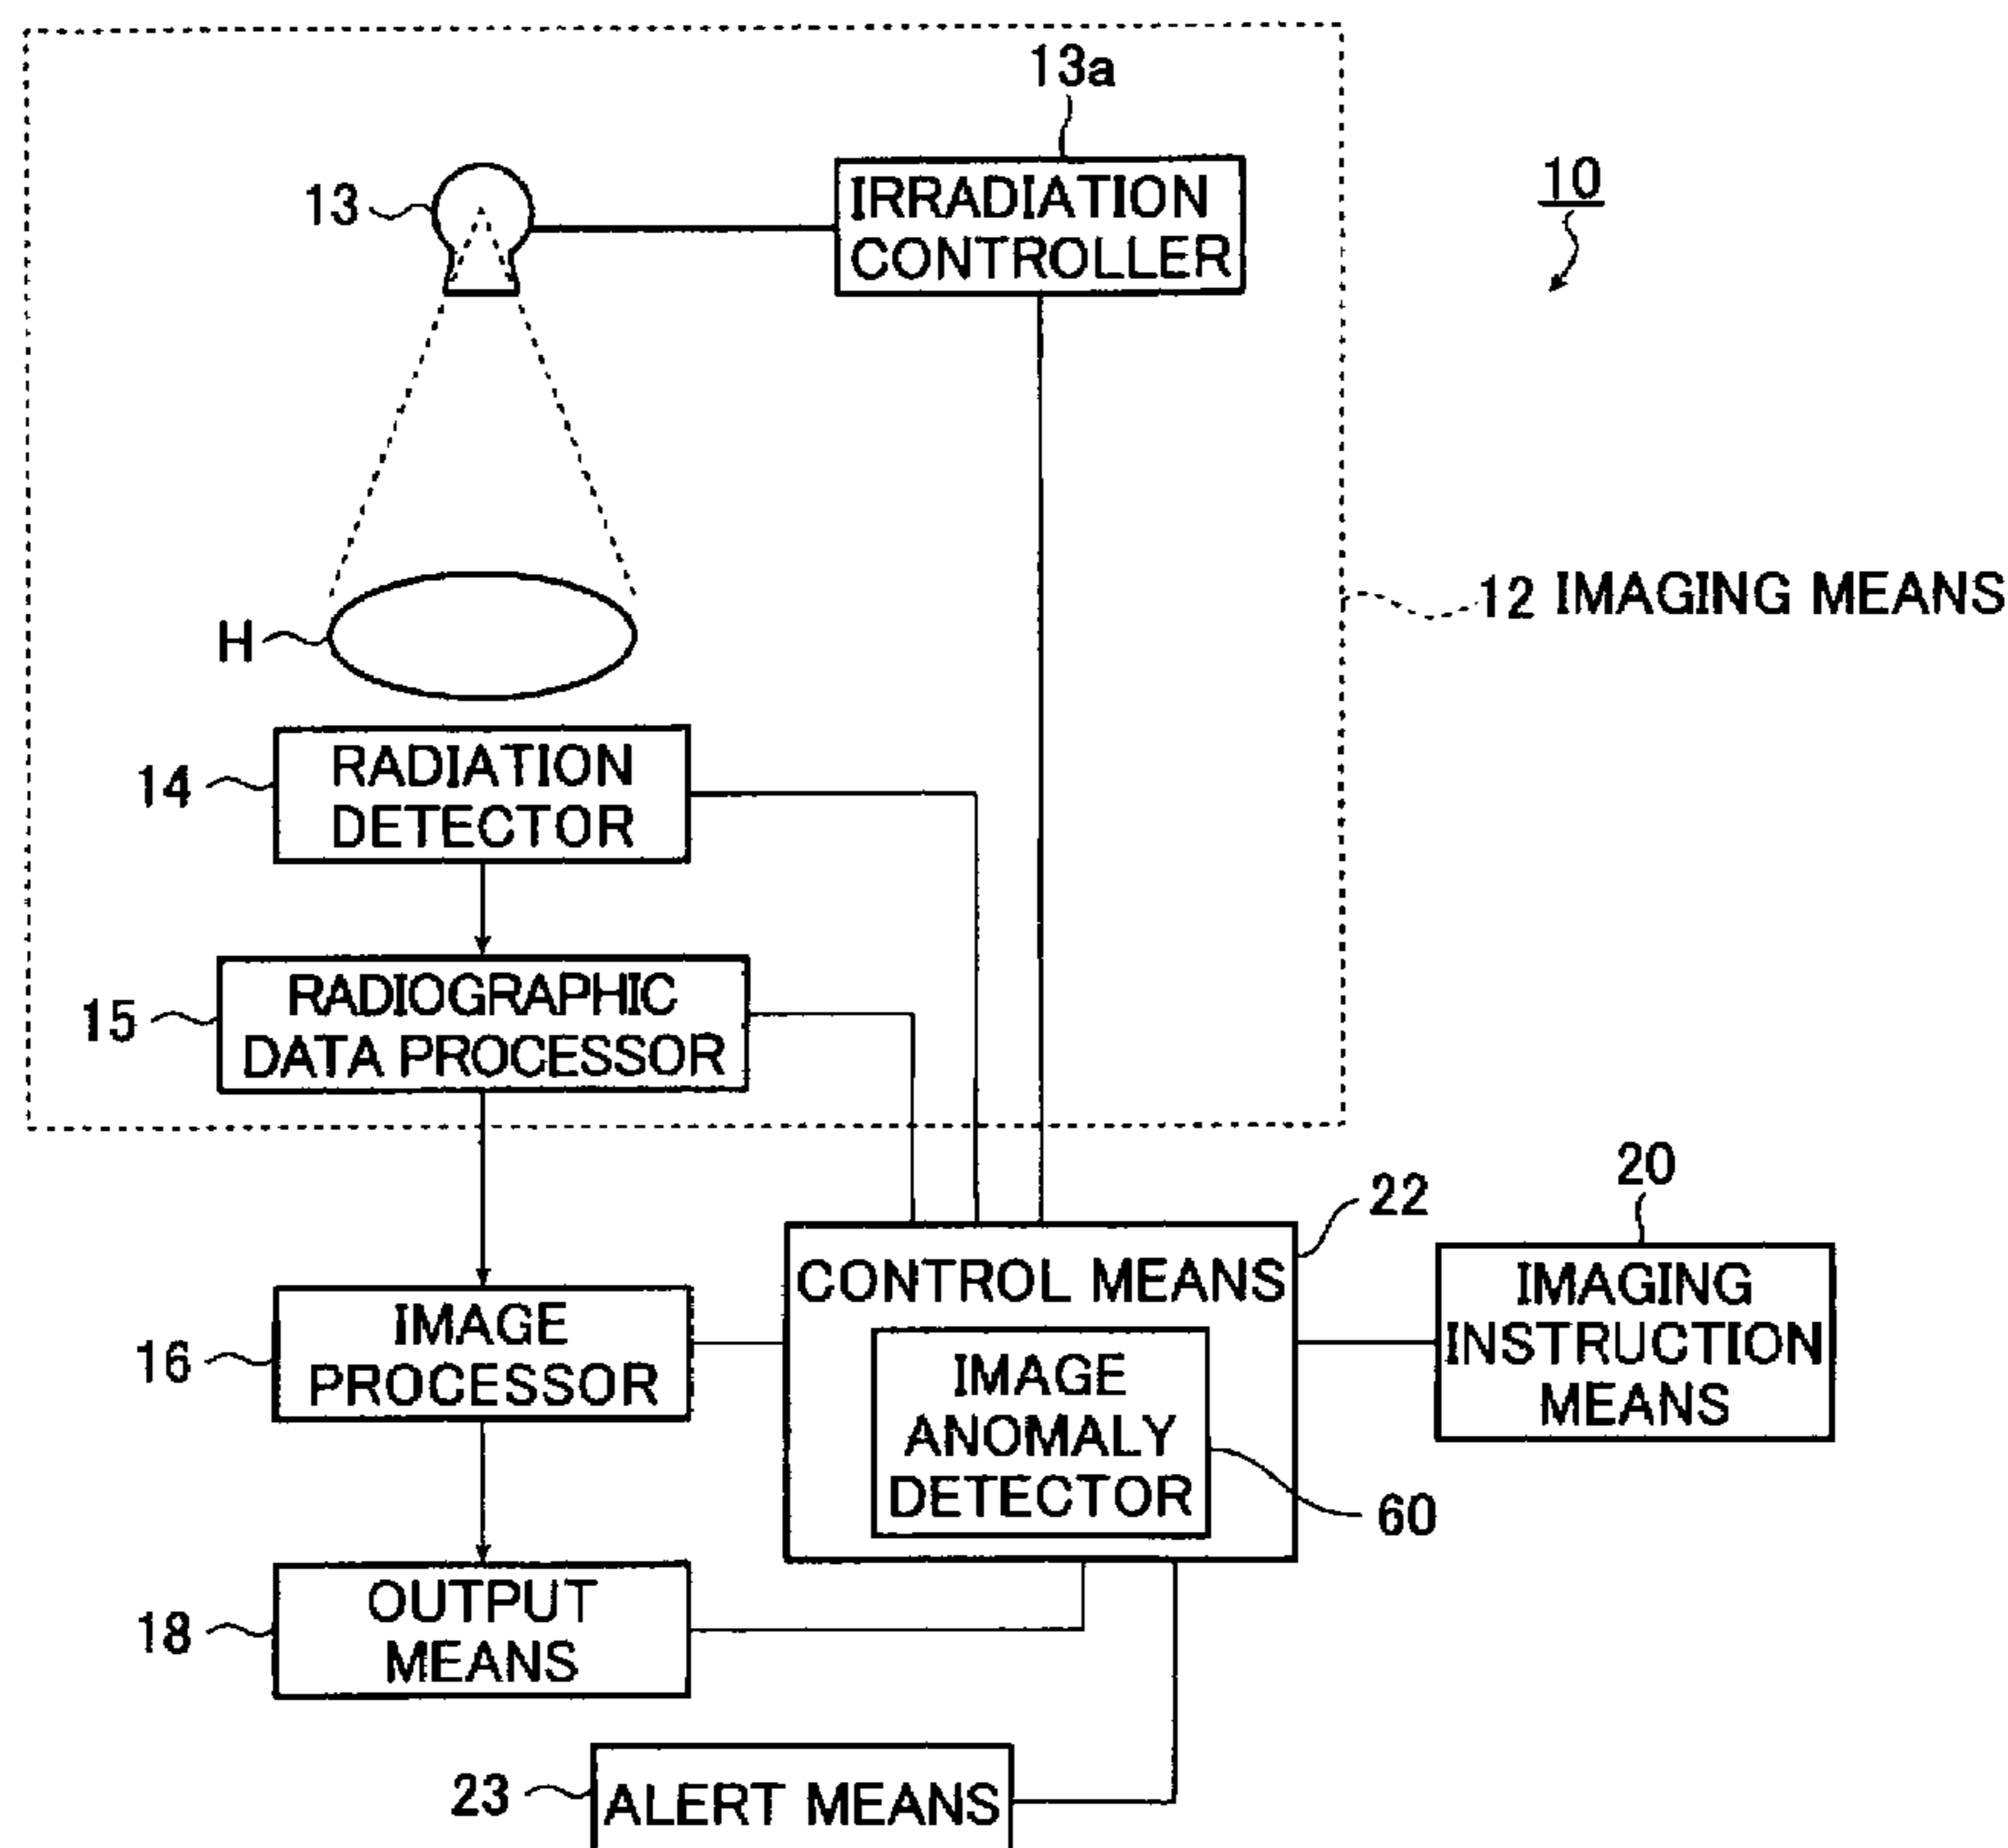 13a
13
IRRADIATION
CONTROLLER
10
12 IMAGING MEANS
H
14
RADIATION
DETECTOR
15
RADIOGRAPHIC
DATA PROCESSOR
20
22
CONTROL MEANS
IMAGING
INSTRUCTION
MEANS
16
IMAGE
PROCESSOR
IMAGE
ANOMALY
DETECTOR
60
18
OUTPUT
MEANS
23
ALERT MEANS